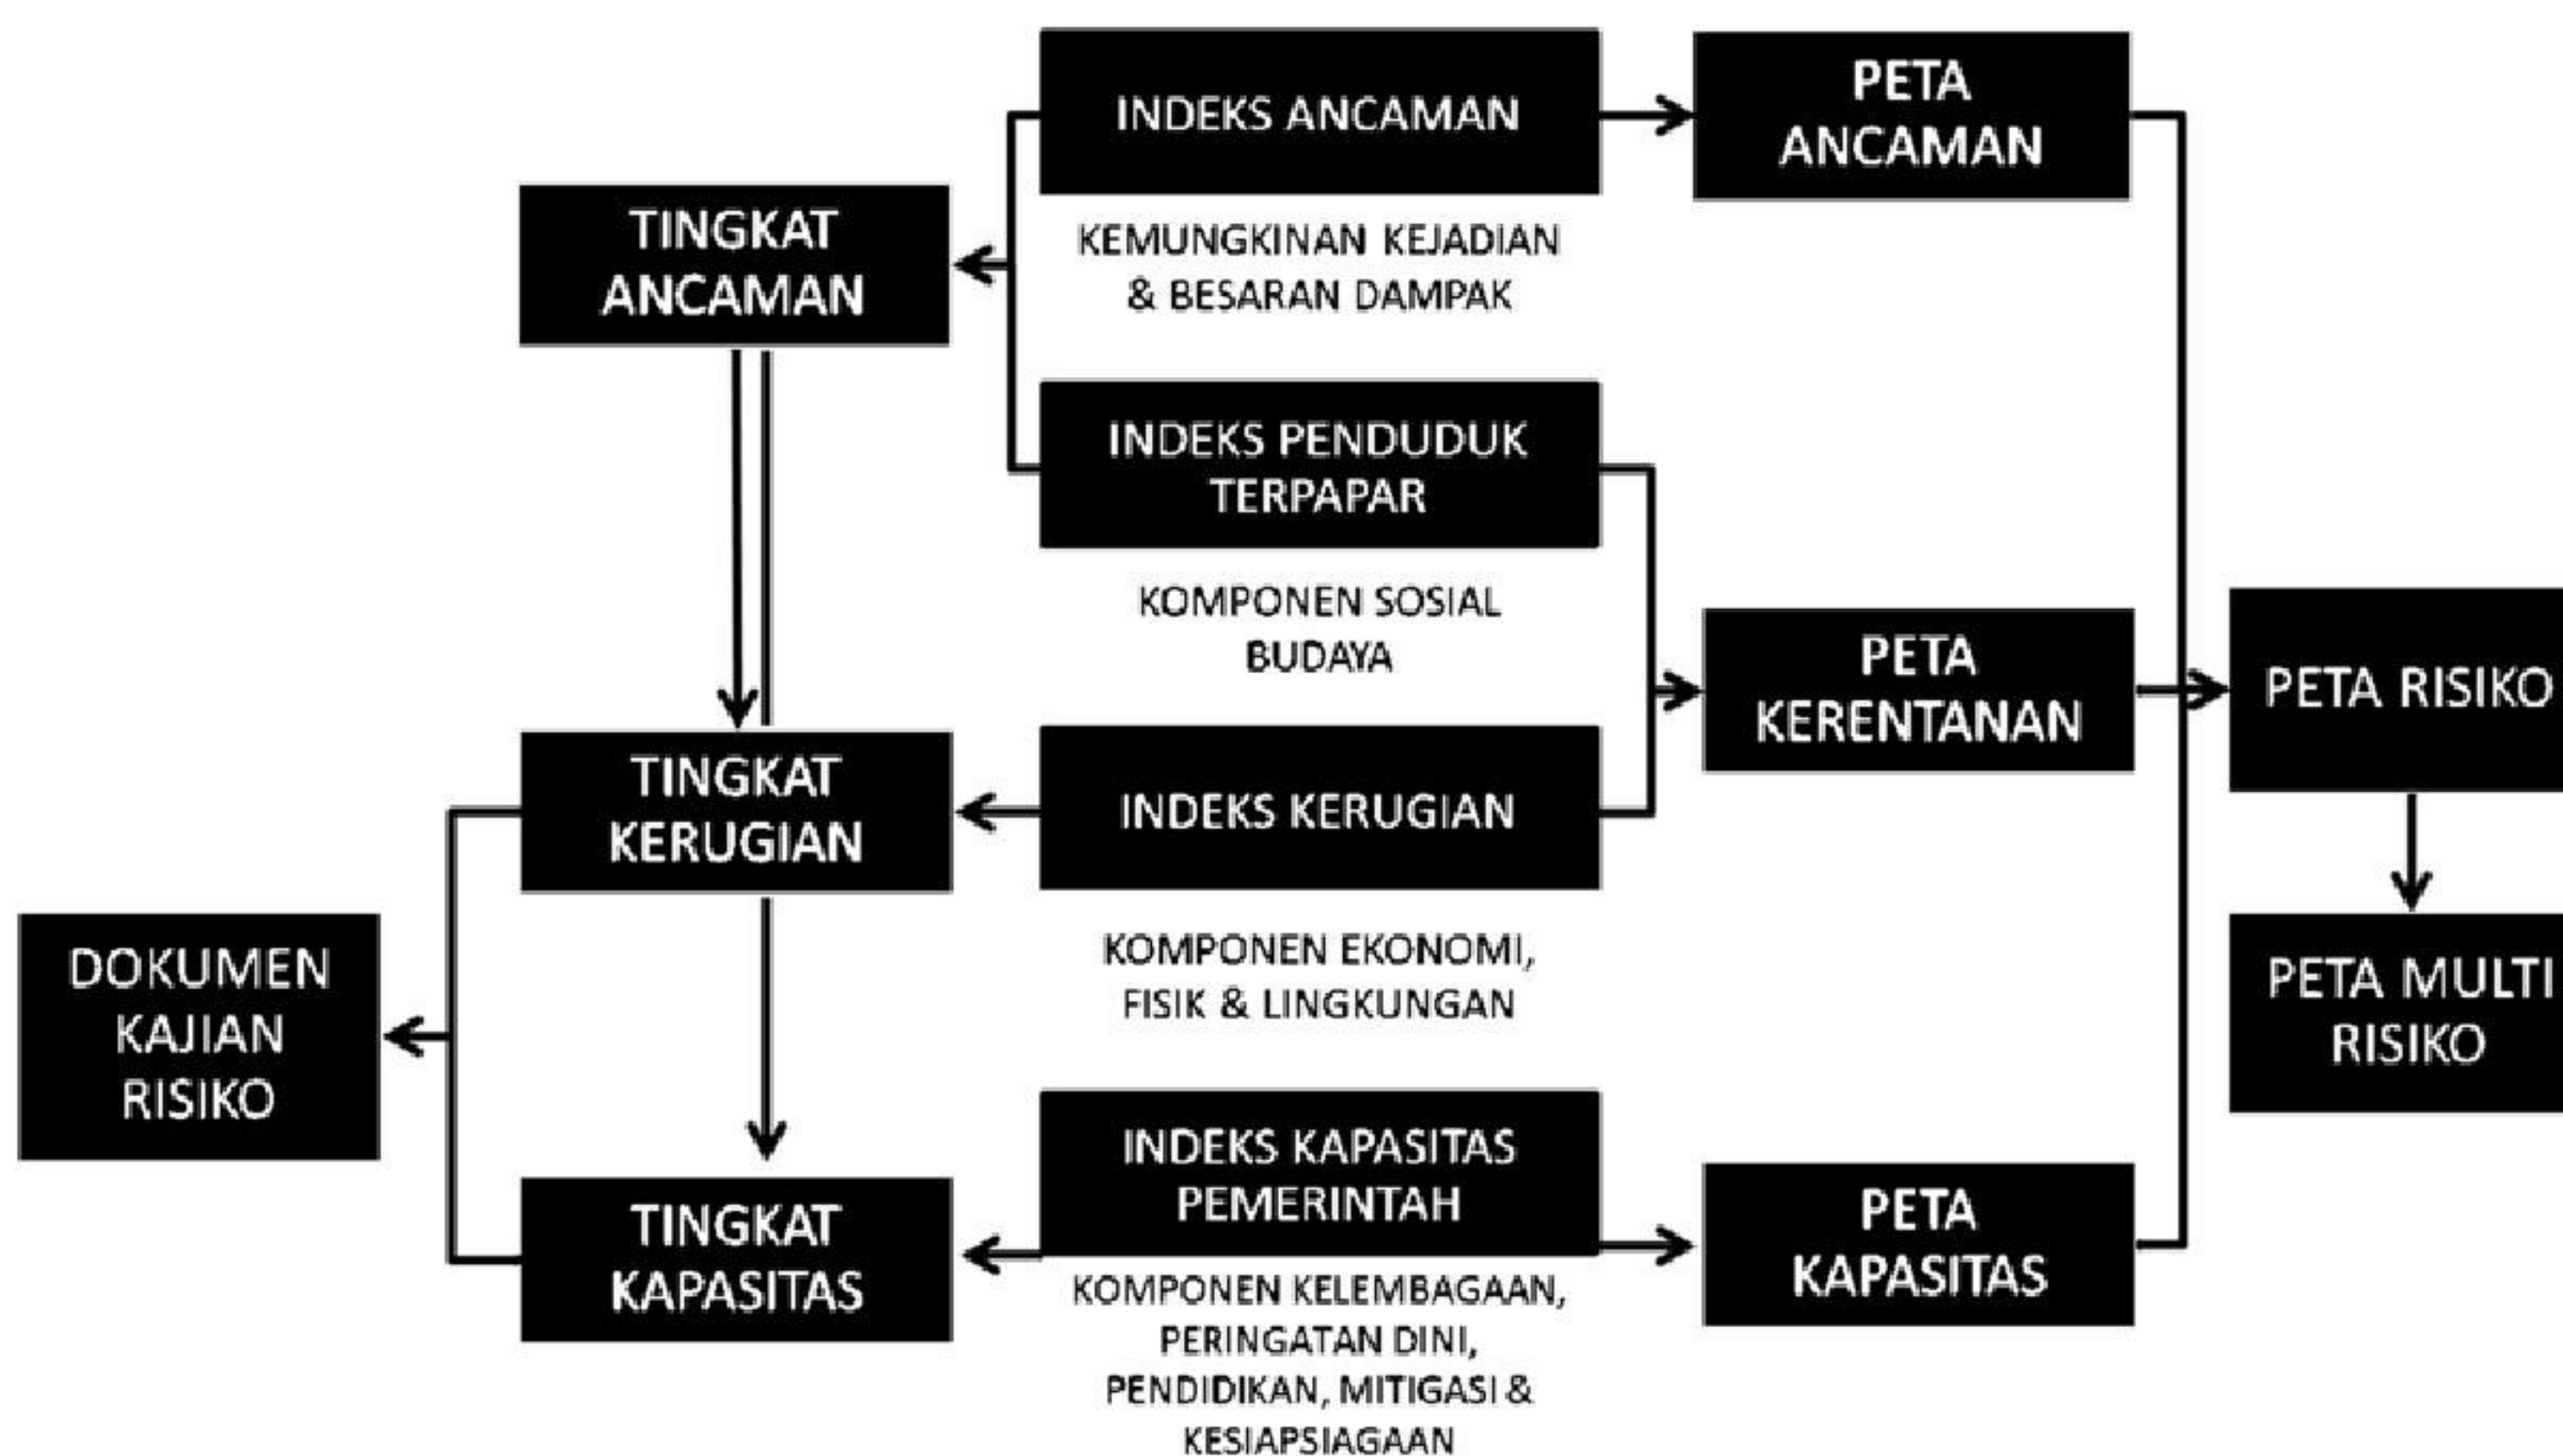 INDEKS ANCAMAN
PETA
ANCAMAN
TINGKAT
ANCAMAN
KEMUNGKINAN KEJADIAN
& BESARAN DAMPAK
INDEKS PENDUDUK
TERPAPAR
KOMPONEN SOSIAL
BUDAYA
PETA
KERENTANAN
PETA RISIKO
TINGKAT
KERUGIAN
INDEKS KERUGIAN
DOKUMEN
KAJIAN
RISIKO
KOMPONEN EKONOMI,
FISIK & LINGKUNGAN
PETA MULTI
RISIKO
INDEKS KAPASITAS
PEMERINTAH
TINGKAT
KAPASITAS
PETA
KAPASITAS
KOMPONEN KELEMBAGAAN,
PERINGATAN DINI,
PENDIDIKAN, MITIGASI &
KESIAPSIAGAAN